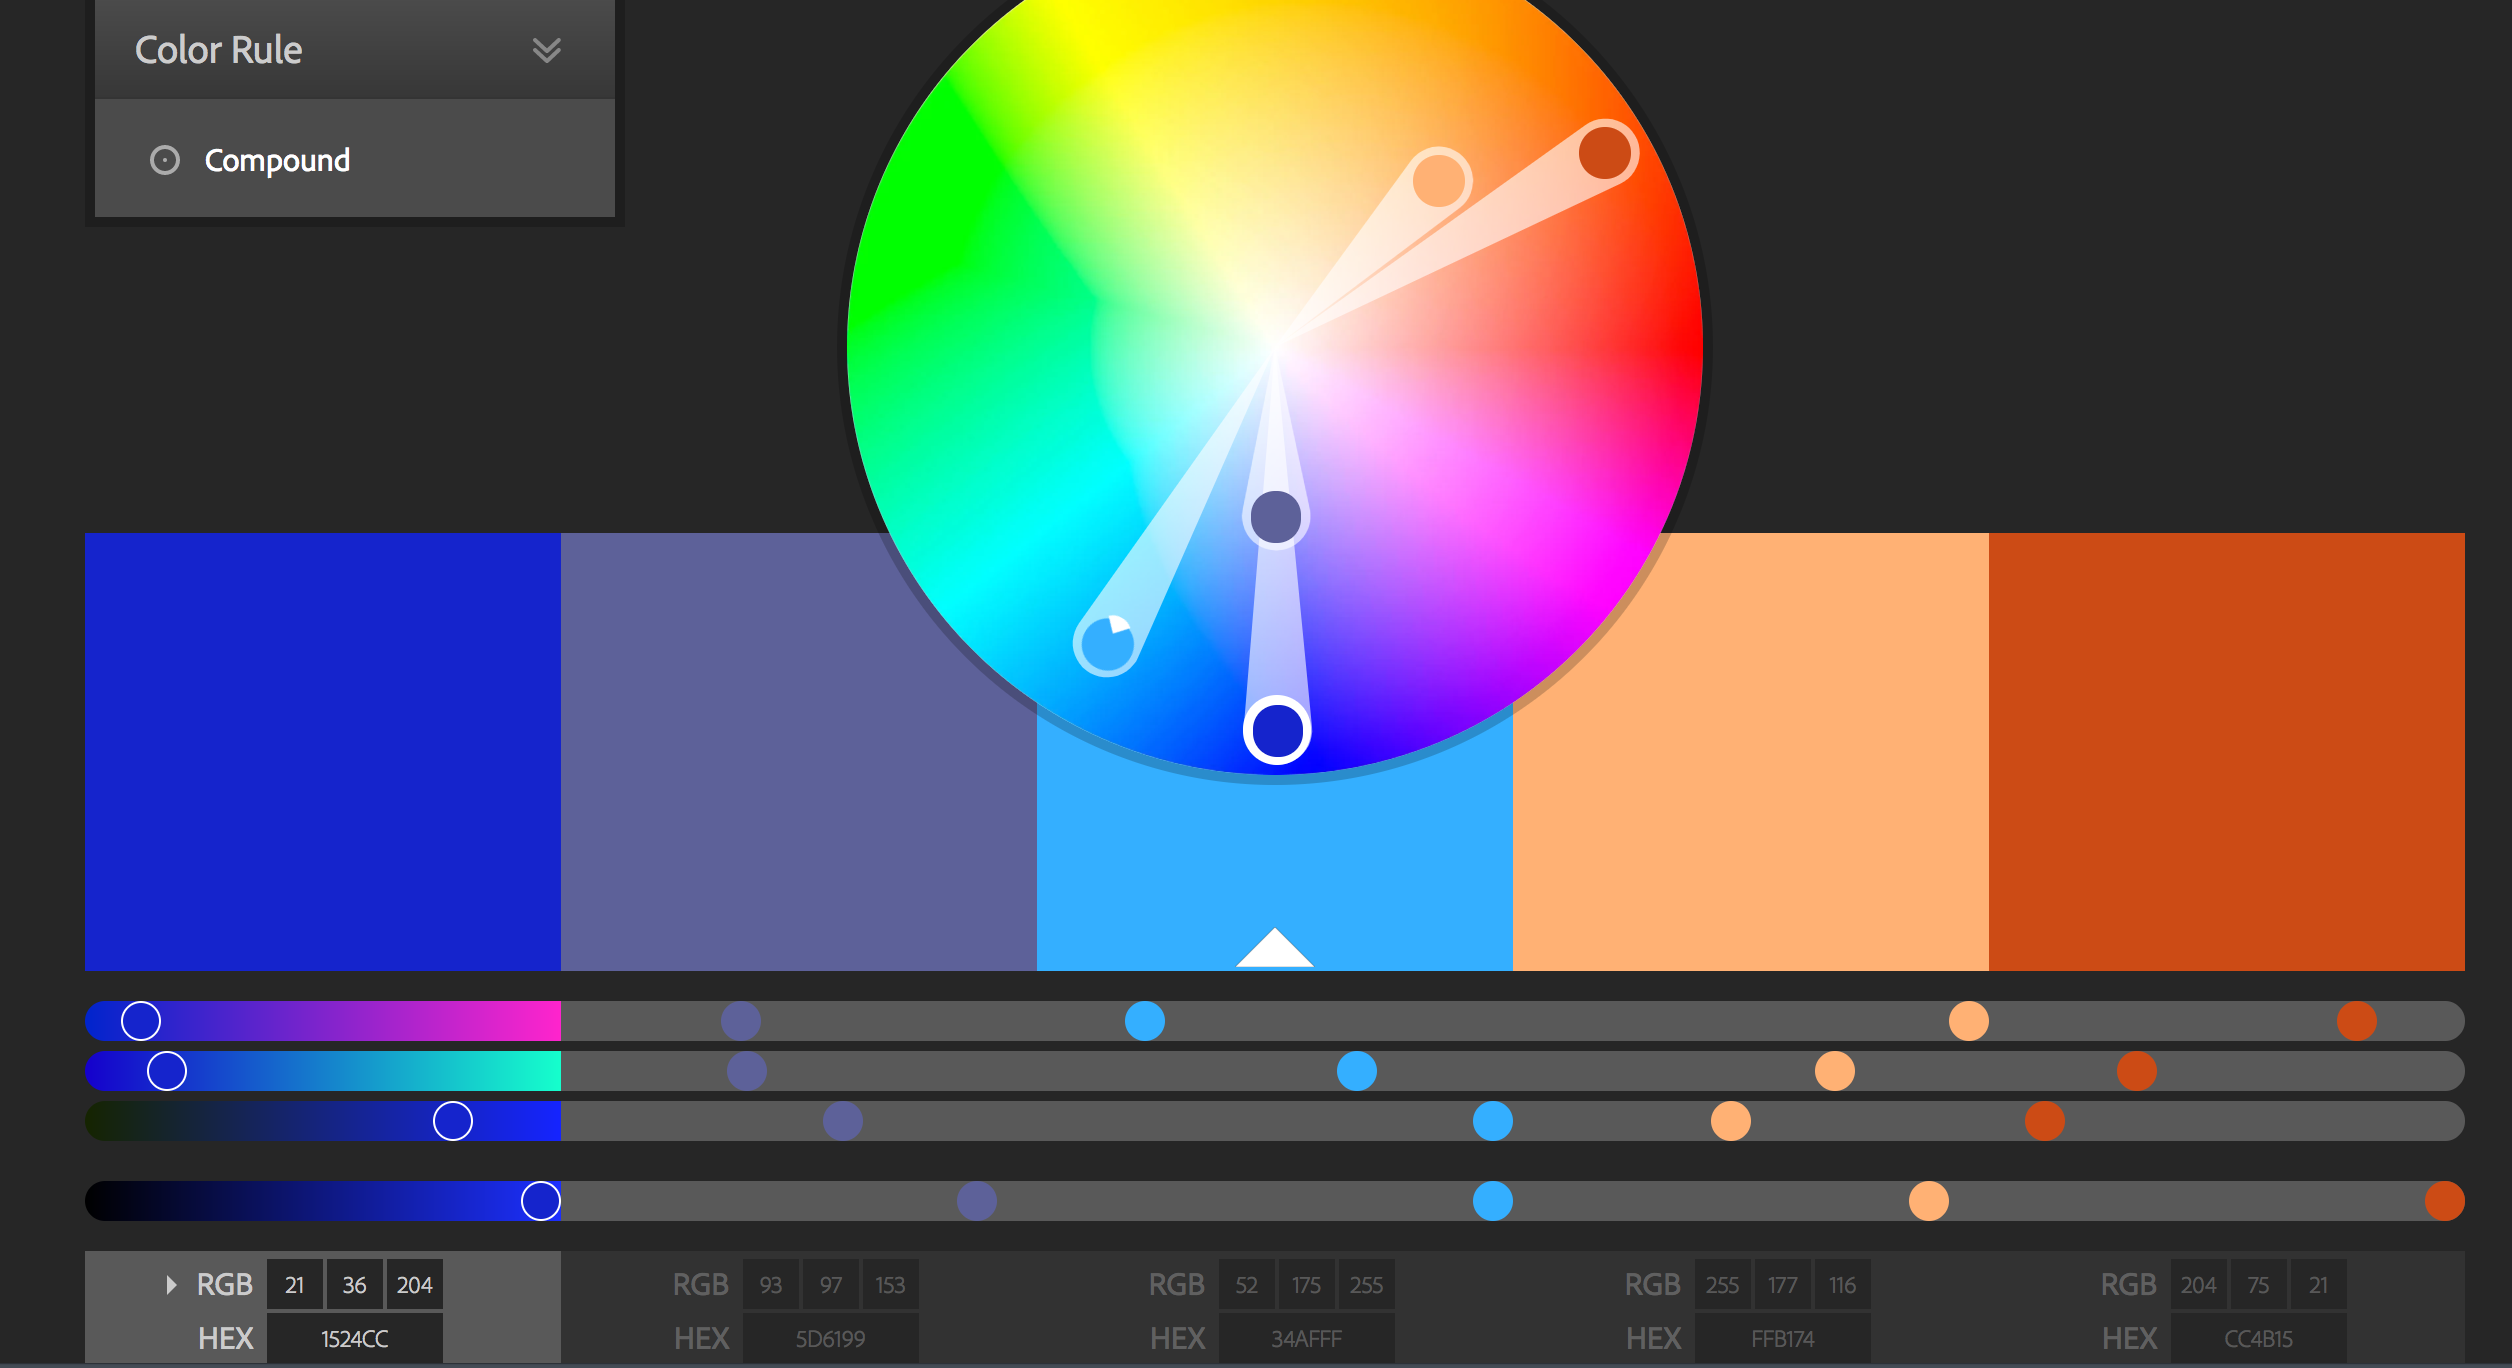 Color Rule
Compound
RGB 21 36 204 RGB 93 97 153 RGB 52 175 255 RGB 255 177 116 RGB 204 75 21
HEX 1524CC HEX 5D6199 HEX 34AFFF HEX FFB174 HEX CC4B15